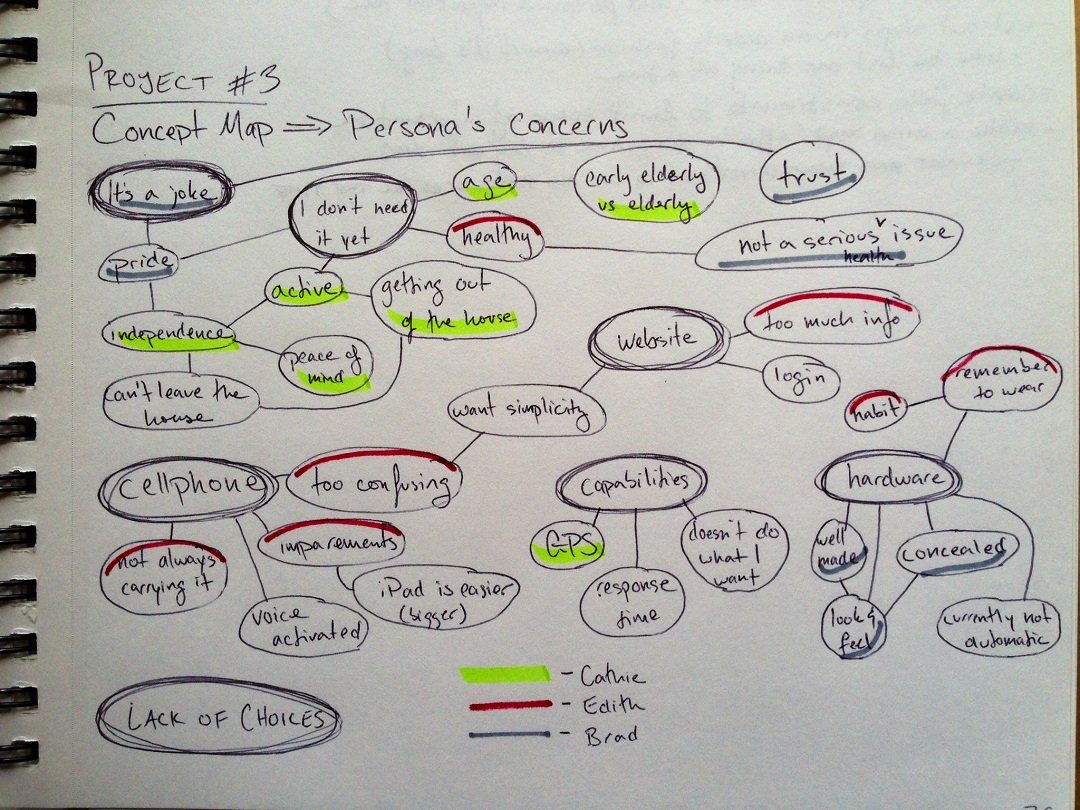 PROYECT #3
CONCEPT MAP => PERSONA'S CONCERNS
It's a joke
I don't need
it yet
age
early elderly
vs elderly
trust
healthy
not a serious health issue
pride
active
getting out
of the house
independence
peace of
mind
can't leave the
house
website
too much info
login
want simplicity
remember
to wear
habit
cellphone
too confusing
capabilities
hardware
not always
carrying it
imparements
GPS
doesn't do
what I
want
well
made
concealed
iPad is easier
(bigger)
voice
activated
response
time
look &
feel
currently not
automatic
LACK OF CHOICES
- Cathie
- Edith
- Brad